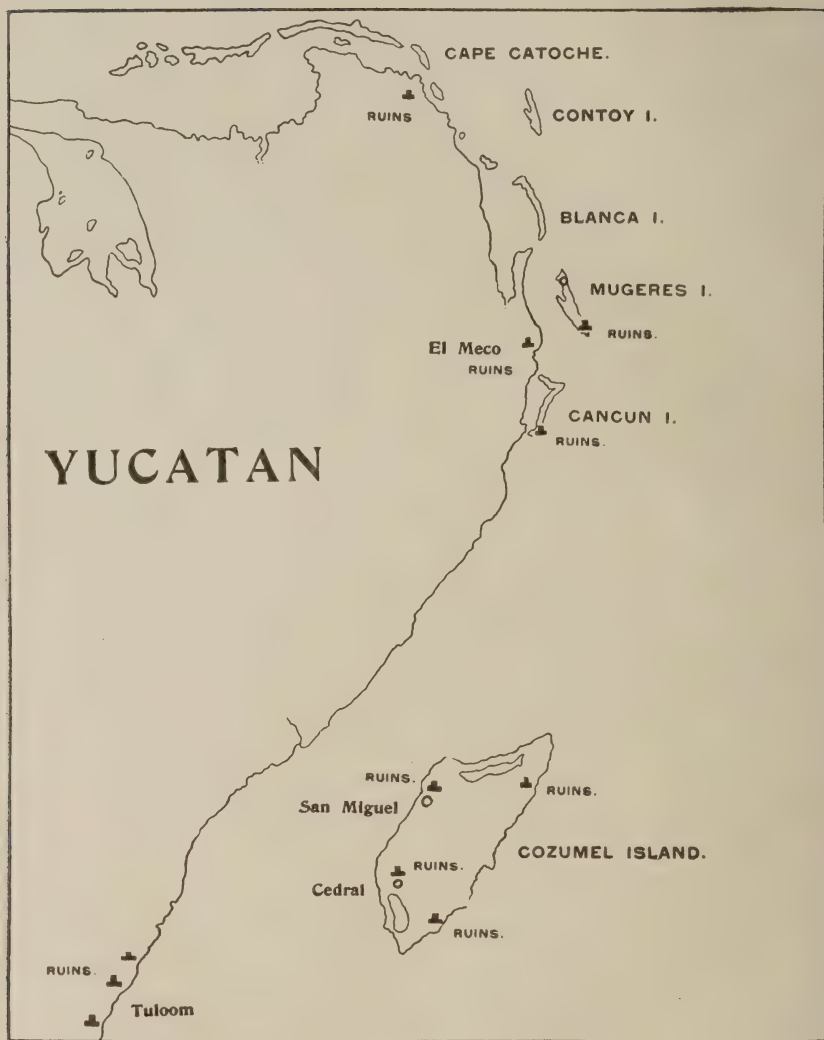 CAPE CATOCHE.
RUINS
CONTOY I.
BLANCA I.
MUGERES I.
RUINS.
El Meco
RUINS
CANCUN I.
RUINS.
YUCATAN
RUINS.
San Miguel
RUINS.
COZUMEL ISLAND.
RUINS.
Cedral
RUINS.
RUINS.
Tuloom